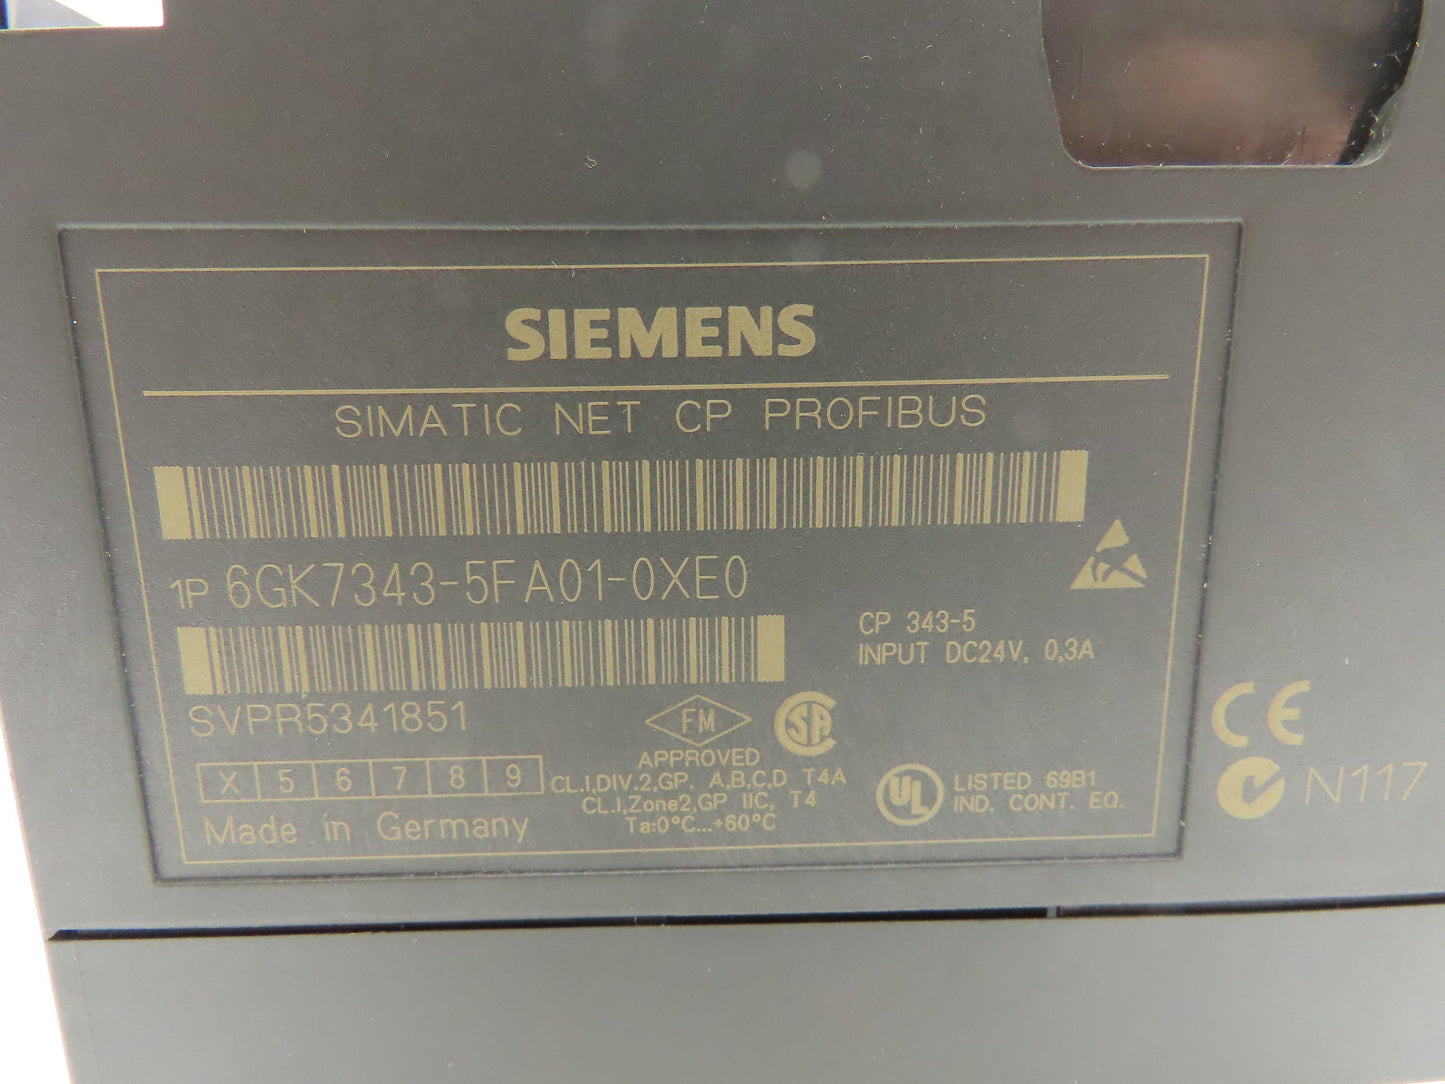 SIEMENS
SIMATIC NET CP PROFIBUS
1P 6GK7343-5FA01-0XE0
CP 343-5
INPUT DC24V, 0,3A
SVPR5341851
FM
APPROVED
CL.I,DIV.2,GP. A,B,C,D T4A
CL.I,Zone2,GP IIC, T4
Ta:0°C...+60°C
SA
X 5 6 7 8 9
Made in Germany
UL
LISTED 69B1
IND. CONT. EQ.
CE
N117